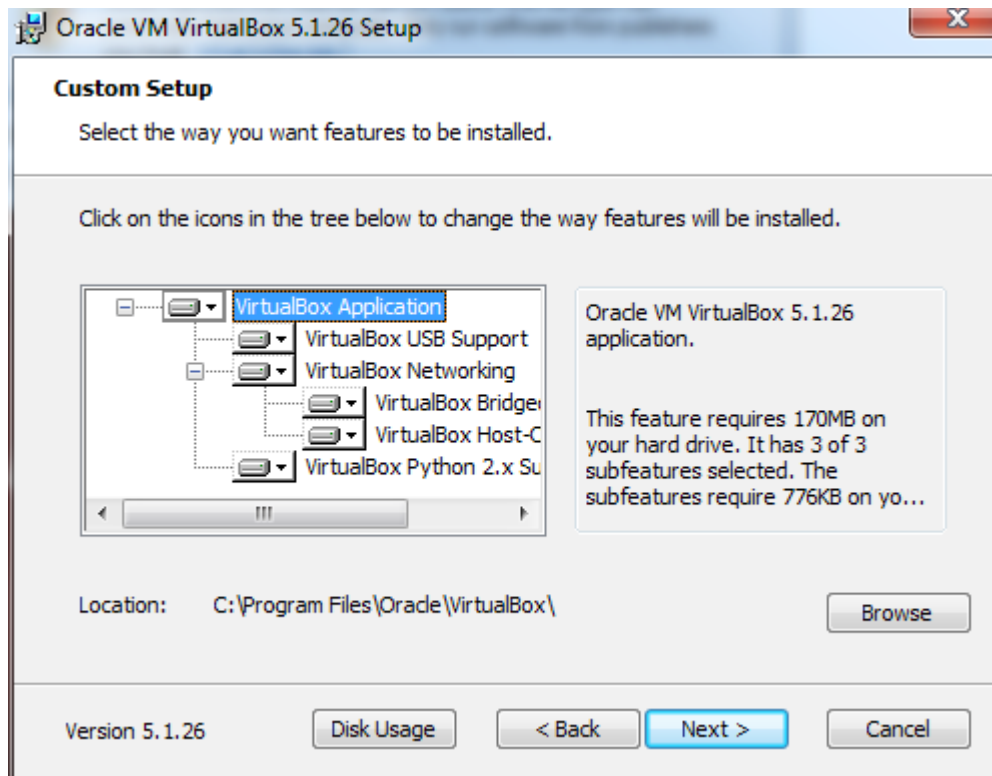 Oracle VM VirtualBox 5.1.26 Setup
Custom Setup
Select the way you want features to be installed.
Click on the icons in the tree below to change the way features will be installed.
VirtualBox Application
VirtualBox USB Support
VirtualBox Networking
VirtualBox Bridge
VirtualBox Host-C
VirtualBox Python 2.x Su
Oracle VM VirtualBox 5.1.26
application.
This feature requires 170MB on
your hard drive. It has 3 of 3
subfeatures selected. The
subfeatures require 776KB on yo...
Location: C:\Program Files\Oracle\VirtualBox\
Browse
Version 5.1.26
Disk Usage
< Back
Next >
Cancel